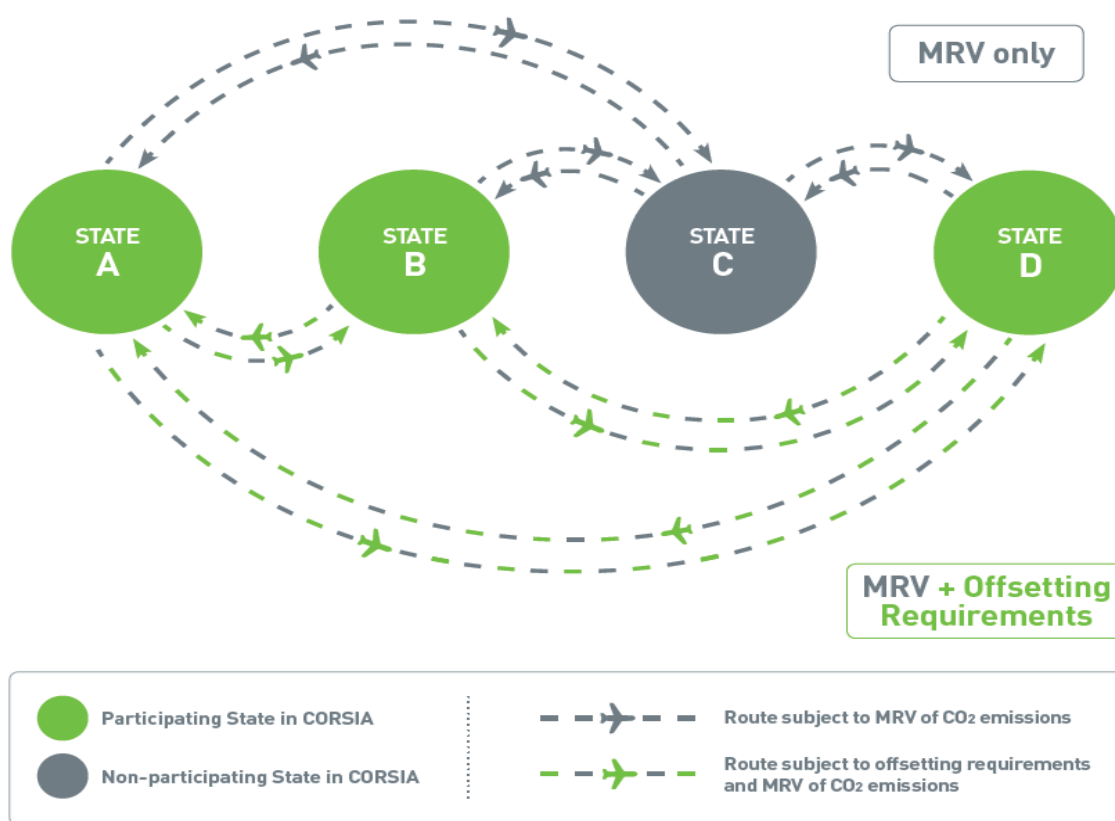 MRV only
STATE
A
STATE
B
STATE
C
STATE
D
MRV + Offsetting
Requirements
Participating State in CORSIA
Non-participating State in CORSIA
Route subject to MRV of CO₂ emissions
Route subject to offsetting requirements
and MRV of CO₂ emissions